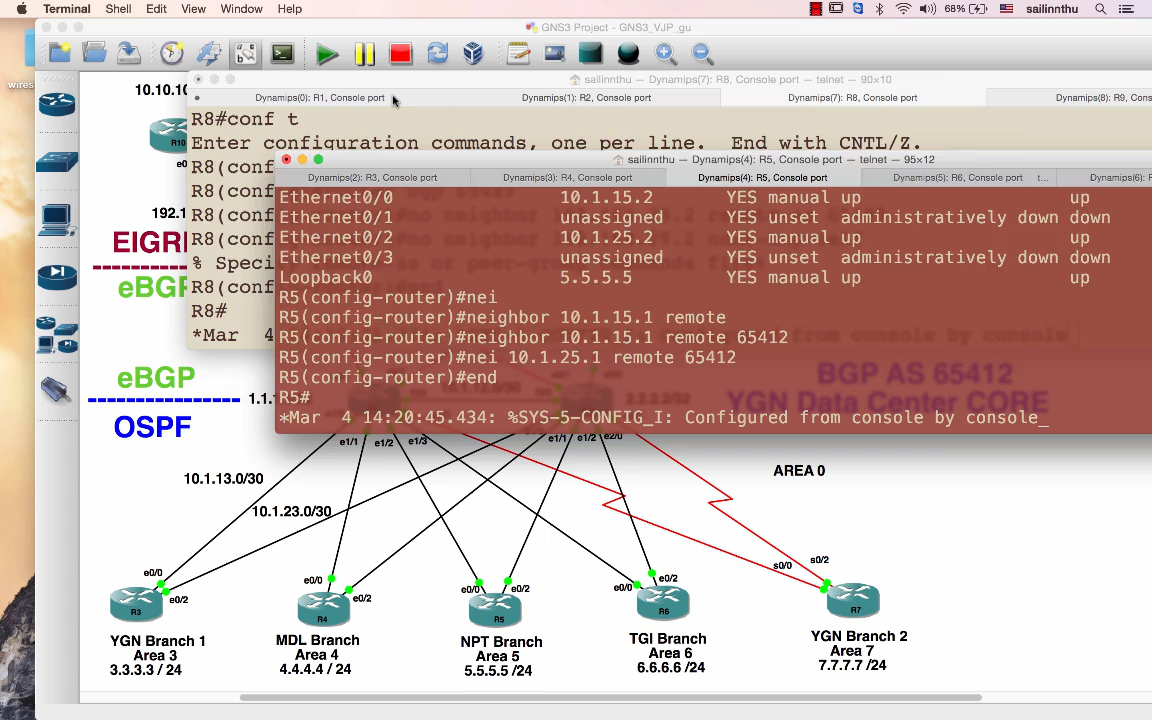 Terminal Shell Edit View Window Help 68% sailinnthu
GNS3 Project - GNS3_VJP_gu
wires
10.10.10
R10
e0
192.1
EIGR
eBGP
eBGP
OSPF
1.1.
sailinnthu — Dynamips(7): R8, Console port — telnet — 90×10
Dynamips(0): R1, Console port
Dynamips(1): R2, Console port
Dynamips(7): R8, Console port
Dynamips(8): R9, Cons
R8#conf t
Enter configuration commands, one per line.  End with CNTL/Z.
R8(conf
R8(conf
R8(conf
R8(conf
% Speci
R8(conf
R8#
*Mar  4
sailinnthu — Dynamips(4): R5, Console port — telnet — 95×12
Dynamips(2): R3, Console port
Dynamips(3): R4, Console port
Dynamips(4): R5, Console port
Dynamips(5): R6, Console port t...
Dynamips(6):
Ethernet0/0 10.1.15.2 YES manual up up
Ethernet0/1 unassigned YES unset administratively down down
Ethernet0/2 10.1.25.2 YES manual up up
Ethernet0/3 unassigned YES unset administratively down down
Loopback0 5.5.5.5 YES manual up up
R5(config-router)#nei
R5(config-router)#neighbor 10.1.15.1 remote
R5(config-router)#neighbor 10.1.15.1 remote 65412
R5(config-router)#nei 10.1.25.1 remote 65412
R5(config-router)#end
R5#
*Mar  4 14:20:45.434: %SYS-5-CONFIG_I: Configured from console by console_
BGP AS 65412
YGN Data Center CORE
e1/1 e1/2 e1/3 e1/1 e1/2 e2/0
AREA 0
10.1.13.0/30
10.1.23.0/30
e0/0 e0/2
R3
YGN Branch 1
Area 3
3.3.3.3 / 24
e0/0 e0/2
R4
MDL Branch
Area 4
4.4.4.4 / 24
e0/0 e0/2
R5
NPT Branch
Area 5
5.5.5.5 /24
e0/0 e0/2
R6
TGI Branch
Area 6
6.6.6.6 /24
s0/0 s0/2
R7
YGN Branch 2
Area 7
7.7.7.7 /24